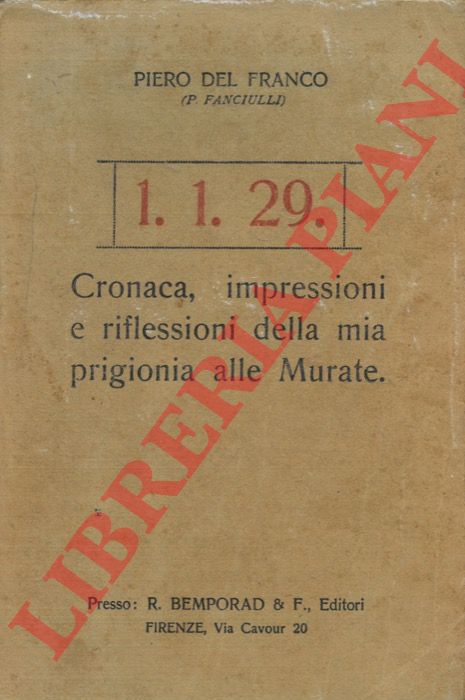 PIERO DEL FRANCO
(P. FANCIULLI)
1. 1. 29.
Cronaca, impressioni
e riflessioni della mia
prigionia alle Murate.
Presso: R. BEMPORAD & F., Editori
FIRENZE, Via Cavour 20
LIBRERIA PIANI